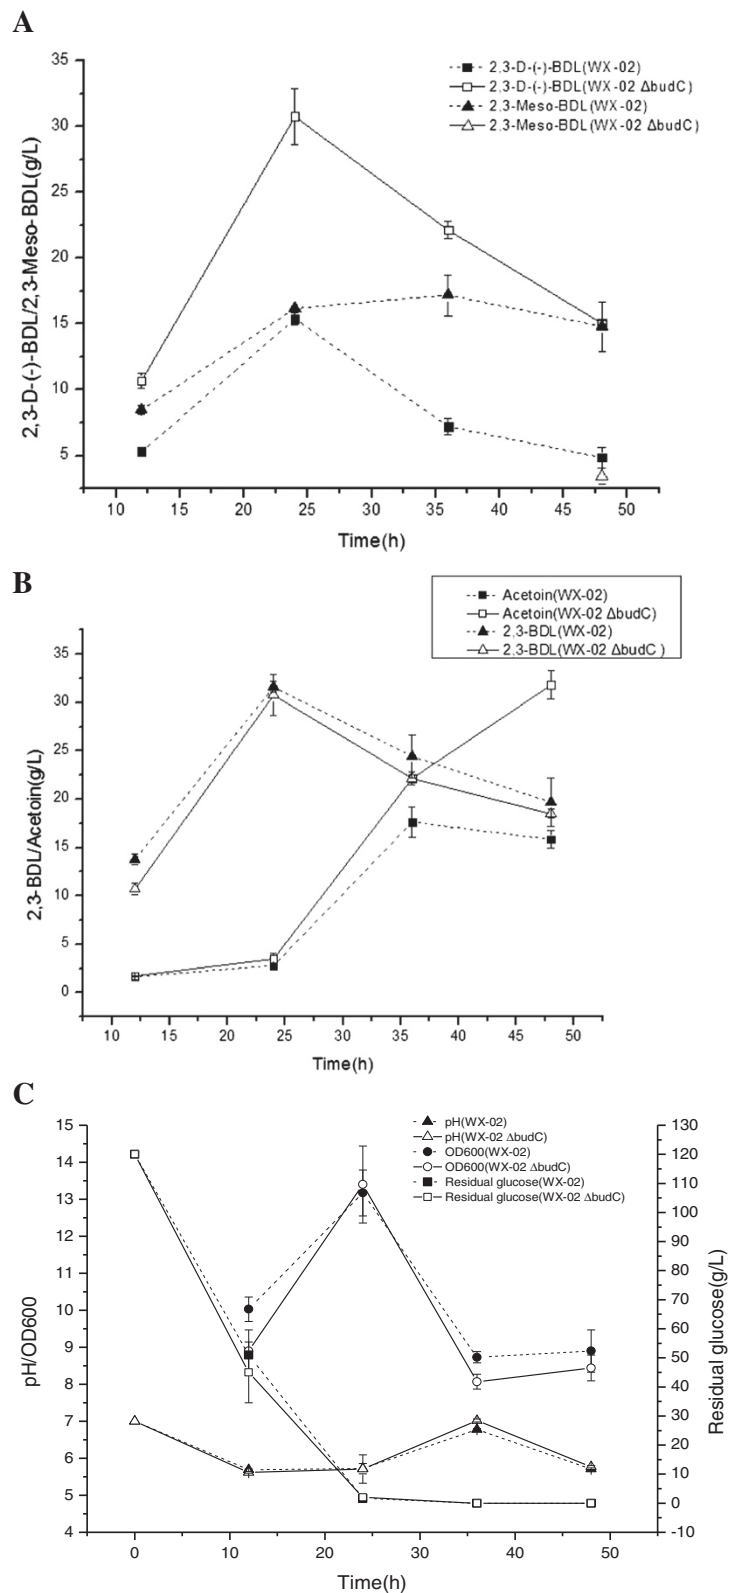 A
2,3-D-(-)-BDL(WX-02)
2,3-D-(-)-BDL(WX-02 ΔbudC)
2,3-Meso-BDL(WX-02)
2,3-Meso-BDL(WX-02 ΔbudC)
2,3-D-(-)-BDL/2,3-Meso-BDL(g/L)
35
30
25
20
15
10
5
10 15 20 25 30 35 40 45 50
Time(h)
B
Acetoin(WX-02)
Acetoin(WX-02 ΔbudC)
2,3-BDL(WX-02)
2,3-BDL(WX-02 ΔbudC )
2,3-BDL/Acetoin(g/L)
35
30
25
20
15
10
5
0
10 15 20 25 30 35 40 45 50
Time(h)
C
pH(WX-02)
pH(WX-02 ΔbudC)
OD600(WX-02)
OD600(WX-02 ΔbudC)
Residual glucose(WX-02)
Residual glucose(WX-02 ΔbudC)
pH/OD600
15
14
13
12
11
10
9
8
7
6
5
4
130
120
110
100
90
80
70
60
50
40
30
20
10
0
-10
Residual glucose(g/L)
0 10 20 30 40 50
Time(h)